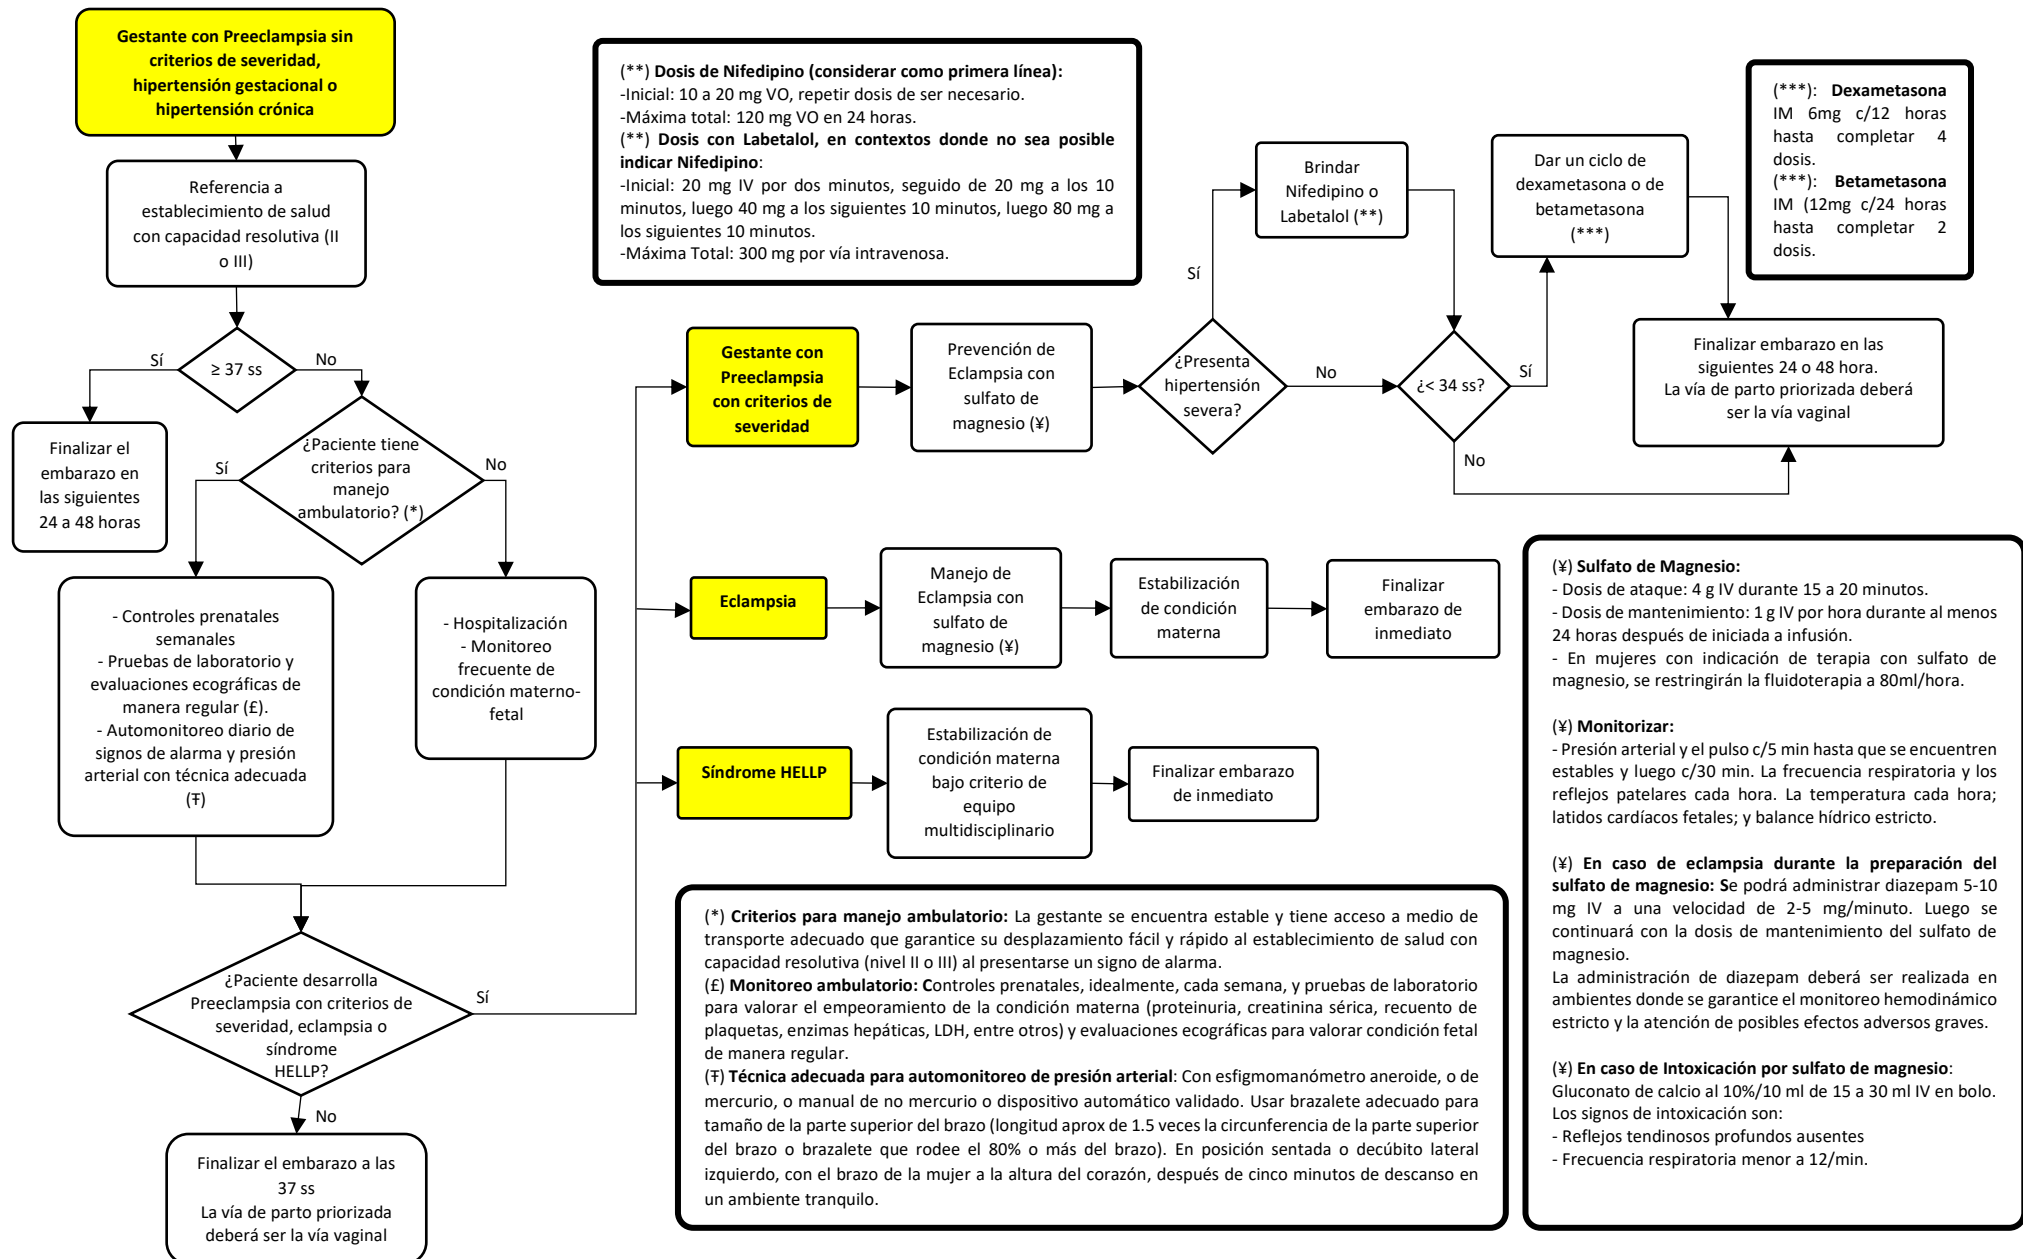 Gestante con Preeclampsia sin
criterios de severidad,
hipertensión gestacional o
hipertensión crónica
Referencia a
establecimiento de salud
con capacidad resolutiva (II
o III)
≥ 37 ss
Sí
No
Finalizar el
embarazo en
las siguientes
24 a 48 horas
¿Paciente tiene
criterios para
manejo
ambulatorio? (*)
Sí
No
- Controles prenatales
semanales
- Pruebas de laboratorio y
evaluaciones ecográficas de
manera regular (£).
- Automonitoreo diario de
signos de alarma y presión
arterial con técnica adecuada
(Ŧ)
- Hospitalización
- Monitoreo
frecuente de
condición materno-
fetal
¿Paciente desarrolla
Preeclampsia con criterios de
severidad, eclampsia o
síndrome
HELLP?
Sí
No
Finalizar el embarazo a las
37 ss
La vía de parto priorizada
deberá ser la vía vaginal
(**) Dosis de Nifedipino (considerar como primera línea):
-Inicial: 10 a 20 mg VO, repetir dosis de ser necesario.
-Máxima total: 120 mg VO en 24 horas.
(**) Dosis con Labetalol, en contextos donde no sea posible
indicar Nifedipino:
-Inicial: 20 mg IV por dos minutos, seguido de 20 mg a los 10
minutos, luego 40 mg a los siguientes 10 minutos, luego 80 mg a
los siguientes 10 minutos.
-Máxima Total: 300 mg por vía intravenosa.
Gestante con
Preeclampsia
con criterios de
severidad
Prevención de
Eclampsia con
sulfato de
magnesio (¥)
¿Presenta
hipertensión
severa?
Sí
No
Brindar
Nifedipino o
Labetalol (**)
¿< 34 ss?
Sí
No
Dar un ciclo de
dexametasona o de
betametasona
(***)
(***): Dexametasona
IM 6mg c/12 horas
hasta completar 4
dosis.
(***): Betametasona
IM (12mg c/24 horas
hasta completar 2
dosis.
Finalizar embarazo en las
siguientes 24 o 48 hora.
La vía de parto priorizada deberá
ser la vía vaginal
Eclampsia
Manejo de
Eclampsia con
sulfato de
magnesio (¥)
Estabilización
de condición
materna
Finalizar
embarazo de
inmediato
Síndrome HELLP
Estabilización de
condición materna
bajo criterio de
equipo
multidisciplinario
Finalizar embarazo
de inmediato
(*) Criterios para manejo ambulatorio: La gestante se encuentra estable y tiene acceso a medio de
transporte adecuado que garantice su desplazamiento fácil y rápido al establecimiento de salud con
capacidad resolutiva (nivel II o III) al presentarse un signo de alarma.
(£) Monitoreo ambulatorio: Controles prenatales, idealmente, cada semana, y pruebas de laboratorio
para valorar el empeoramiento de la condición materna (proteinuria, creatinina sérica, recuento de
plaquetas, enzimas hepáticas, LDH, entre otros) y evaluaciones ecográficas para valorar condición fetal
de manera regular.
(Ŧ) Técnica adecuada para automonitoreo de presión arterial: Con esfigmomanómetro aneroide, o de
mercurio, o manual de no mercurio o dispositivo automático validado. Usar brazalete adecuado para
tamaño de la parte superior del brazo (longitud aprox de 1.5 veces la circunferencia de la parte superior
del brazo o brazalete que rodee el 80% o más del brazo). En posición sentada o decúbito lateral
izquierdo, con el brazo de la mujer a la altura del corazón, después de cinco minutos de descanso en
un ambiente tranquilo.
(¥) Sulfato de Magnesio:
- Dosis de ataque: 4 g IV durante 15 a 20 minutos.
- Dosis de mantenimiento: 1 g IV por hora durante al menos
24 horas después de iniciada a infusión.
- En mujeres con indicación de terapia con sulfato de
magnesio, se restringirán la fluidoterapia a 80ml/hora.
(¥) Monitorizar:
- Presión arterial y el pulso c/5 min hasta que se encuentren
estables y luego c/30 min. La frecuencia respiratoria y los
reflejos patelares cada hora. La temperatura cada hora;
latidos cardíacos fetales; y balance hídrico estricto.
(¥) En caso de eclampsia durante la preparación del
sulfato de magnesio: Se podrá administrar diazepam 5-10
mg IV a una velocidad de 2-5 mg/minuto. Luego se
continuará con la dosis de mantenimiento del sulfato de
magnesio.
La administración de diazepam deberá ser realizada en
ambientes donde se garantice el monitoreo hemodinámico
estricto y la atención de posibles efectos adversos graves.
(¥) En caso de Intoxicación por sulfato de magnesio:
Gluconato de calcio al 10%/10 ml de 15 a 30 ml IV en bolo.
Los signos de intoxicación son:
- Reflejos tendinosos profundos ausentes
- Frecuencia respiratoria menor a 12/min.